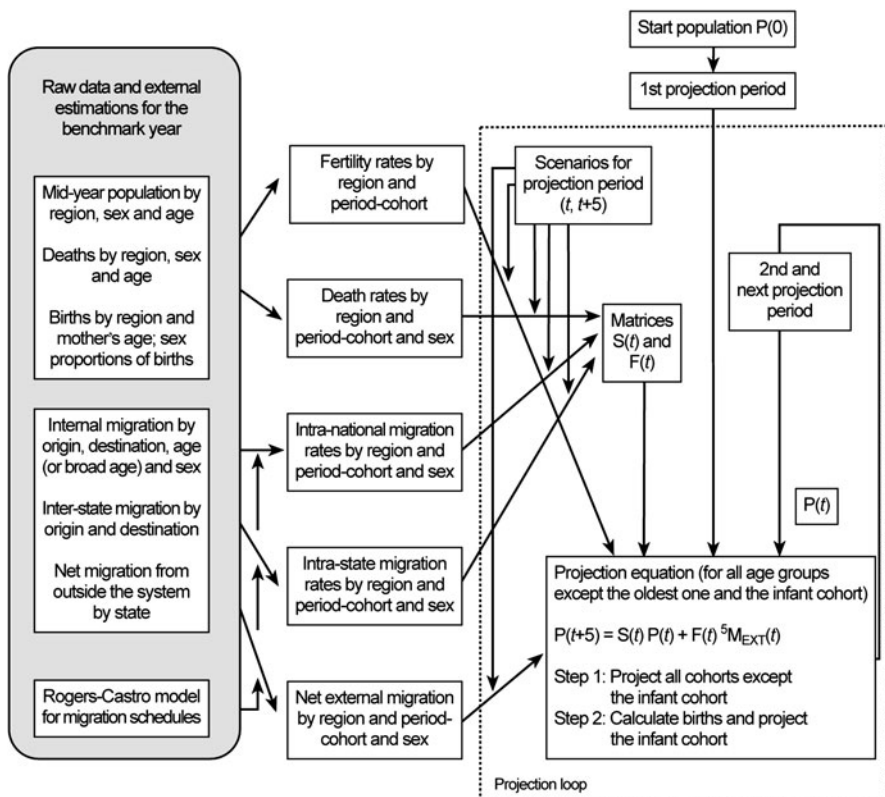 Start population P(0)
1st projection period
Raw data and external
estimations for the
benchmark year
Mid-year population by
region, sex and age
Deaths by region, sex
and age
Births by region and
mother's age; sex
proportions of births
Internal migration by
origin, destination, age
(or broad age) and sex
Inter-state migration by
origin and destination
Net migration from
outside the system
by state
Rogers-Castro model
for migration schedules
Fertility rates by
region and
period-cohort
Death rates by
region and
period-cohort and sex
Intra-national migration
rates by region and
period-cohort and sex
Intra-state migration
rates by region and
period-cohort and sex
Net external migration
by region and period-
cohort and sex
Scenarios for
projection period
(t, t+5)
Matrices
S(t) and
F(t)
2nd and
next projection
period
P(t)
Projection equation (for all age groups
except the oldest one and the infant cohort)
P(t+5) = S(t) P(t) + F(t) ⁵M_EXT(t)
Step 1: Project all cohorts except
the infant cohort
Step 2: Calculate births and project
the infant cohort
Projection loop